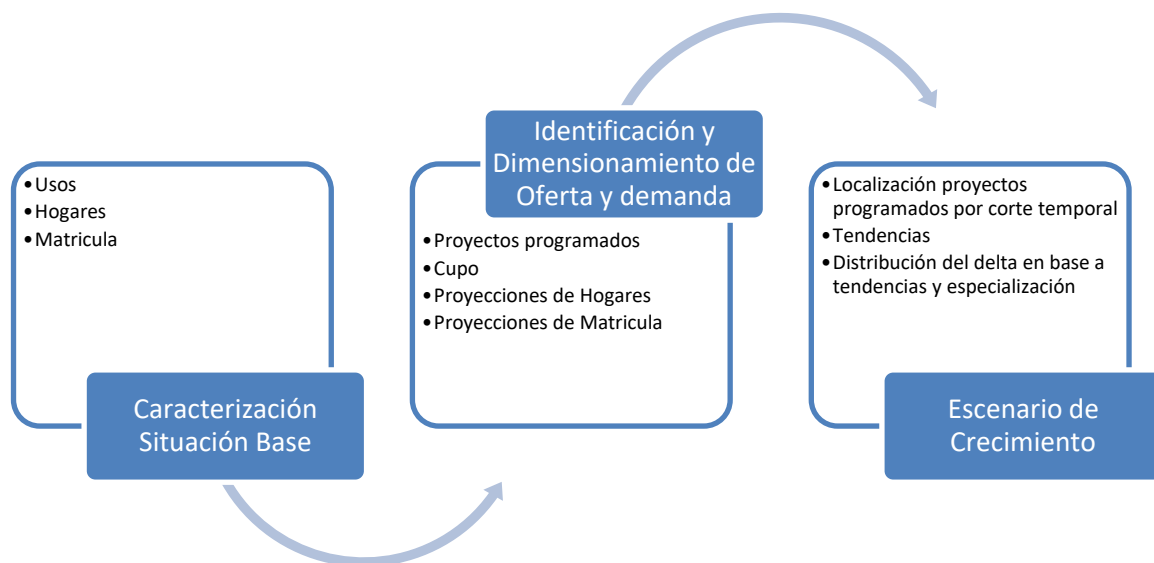 •Usos
•Hogares
•Matricula
Caracterización
Situación Base
Identificación y
Dimensionamiento de
Oferta y demanda
•Proyectos programados
•Cupo
•Proyecciones de Hogares
•Proyecciones de Matricula
•Localización proyectos
programados por corte temporal
•Tendencias
•Distribución del delta en base a
tendencias y especialización
Escenario de
Crecimiento